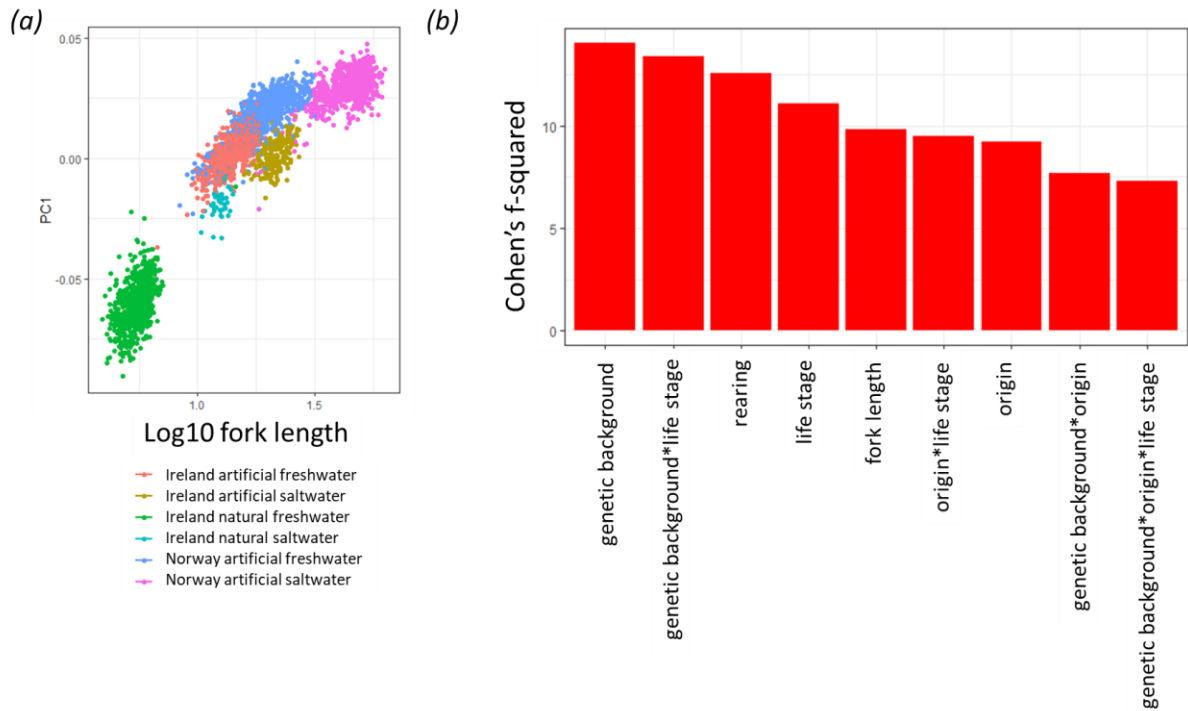 (a)
0.05
0.00
-0.05
PC1
1.0
1.5
Log10 fork length
Ireland artificial freshwater
Ireland artificial saltwater
Ireland natural freshwater
Ireland natural saltwater
Norway artificial freshwater
Norway artificial saltwater
(b)
Cohen's f-squared
10
5
0
genetic background
genetic background*life stage
rearing
life stage
fork length
origin*life stage
origin
genetic background*origin
genetic background*origin*life stage